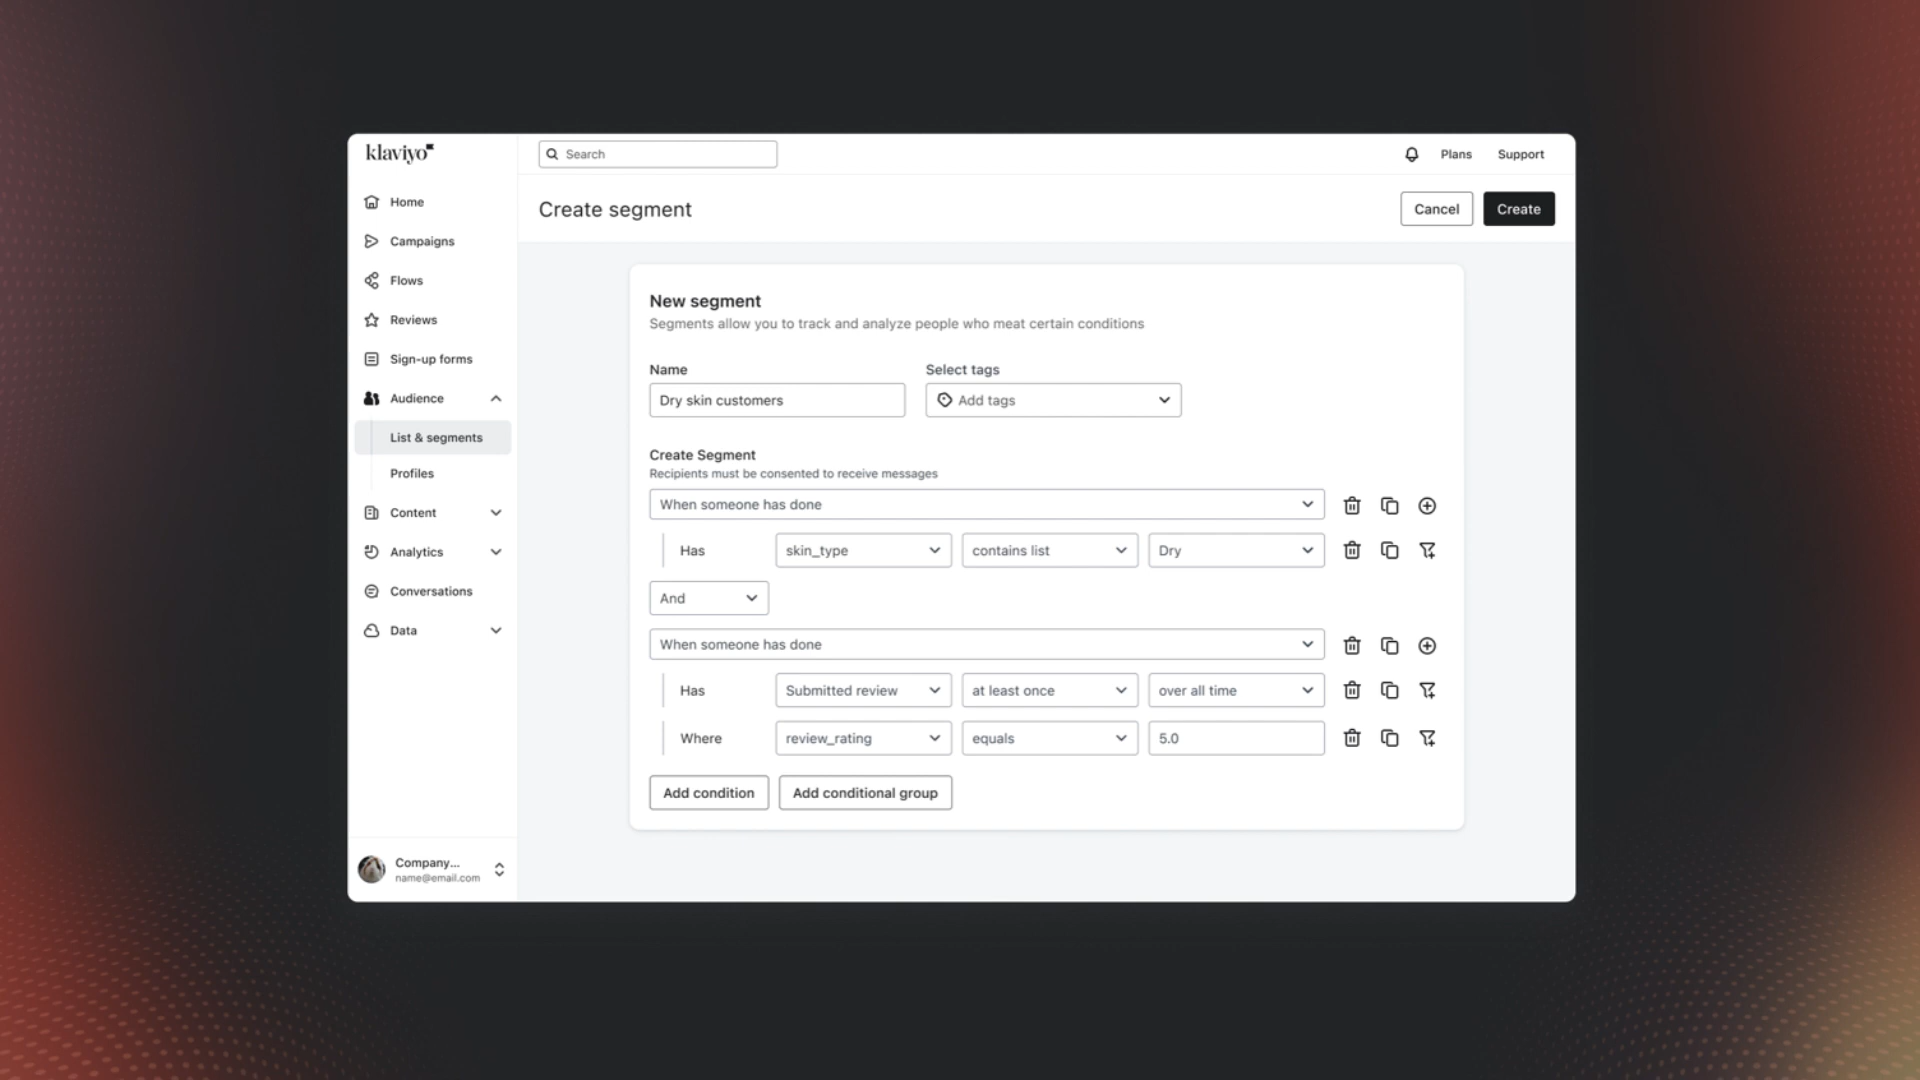 klaviyo
Search
Plans
Support
Home
Campaigns
Flows
Reviews
Sign-up forms
Audience
List & segments
Profiles
Content
Analytics
Conversations
Data
Company...
name@email.com
Create segment
Cancel
Create
New segment
Segments allow you to track and analyze people who meat certain conditions
Name
Select tags
Dry skin customers
Add tags
Create Segment
Recipients must be consented to receive messages
When someone has done
Has skin_type contains list Dry
And
When someone has done
Has Submitted review at least once over all time
Where review_rating equals 5.0
Add condition
Add conditional group